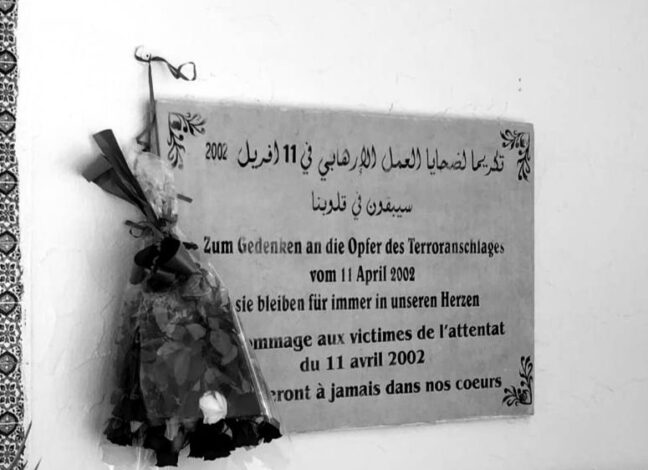 تكريما لضحايا العمل الإرهابي في 11 افريل 2002
سيبقون في قلوبنا
Zum Gedenken an die Opfer des Terroranschlages
vom 11 April 2002
sie bleiben für immer in unseren Herzen
mmage aux victimes de l'attentat
du 11 avril 2002
eront à jamais dans nos coeurs